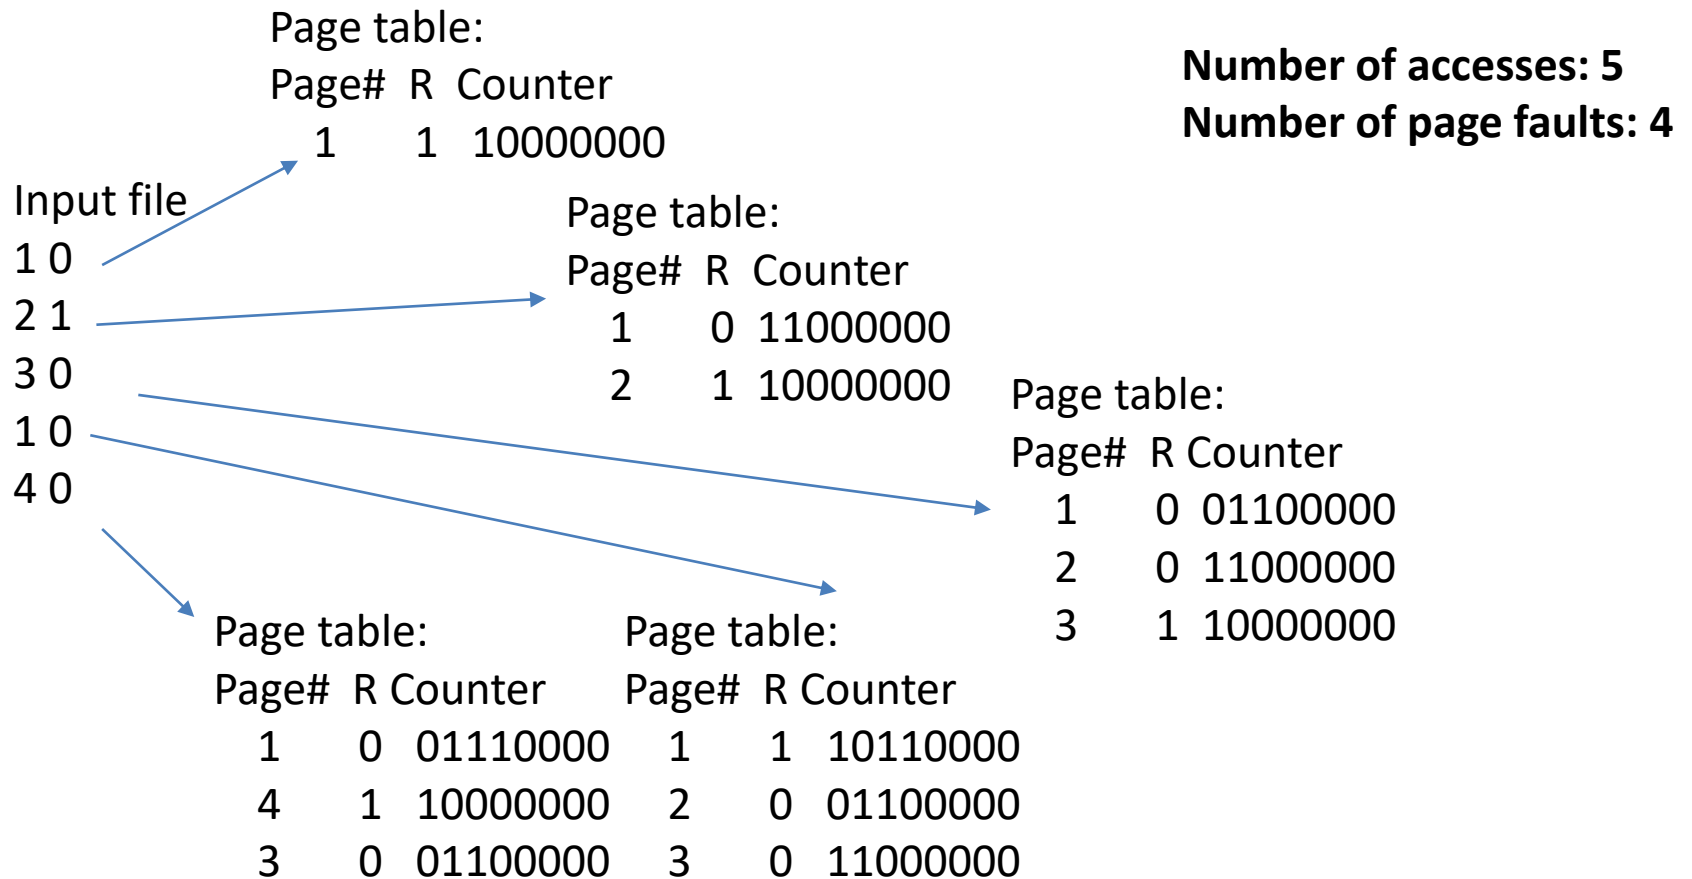 Page table:
Page# R Counter
1 1 10000000
Number of accesses: 5
Number of page faults: 4
Input file
1 0
2 1
3 0
1 0
4 0
Page table:
Page# R Counter
1 0 11000000
2 1 10000000
Page table:
Page# R Counter
1 0 01100000
2 0 11000000
3 1 10000000
Page table:
Page# R Counter
1 0 01110000
4 1 10000000
3 0 01100000
Page table:
Page# R Counter
1 1 10110000
2 0 01100000
3 0 11000000